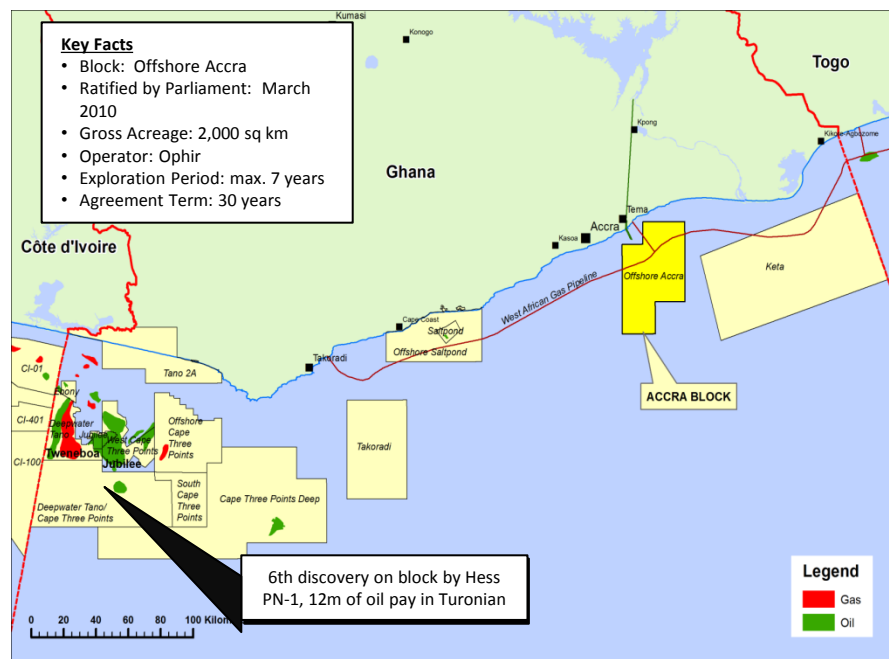 Kumasi
Konogo
Togo
Key Facts
• Block: Offshore Accra
• Ratified by Parliament: March
2010
• Gross Acreage: 2,000 sq km
• Operator: Ophir
• Exploration Period: max. 7 years
• Agreement Term: 30 years
Kpong
Ghana
Tema
Accra
Kasoa
Côte d'Ivoire
Offshore Accra
Keta
West African Gas Pipeline
Cape Coast
Saltpond
Offshore Saltpond
Takoradi
CI-01
Tano 2A
Ebony
ACCRA BLOCK
CI-401
Deepwater
Tano
Jubilee
West Cape
Three Points
Offshore
Cape
Three
Points
Takoradi
CI-100
Tweneboa
Jubilee
South
Cape
Three
Points
Cape Three Points Deep
Deepwater Tano/
Cape Three Points
6th discovery on block by Hess
PN-1, 12m of oil pay in Turonian
Legend
Gas
Oil
0 20 40 60 80 100